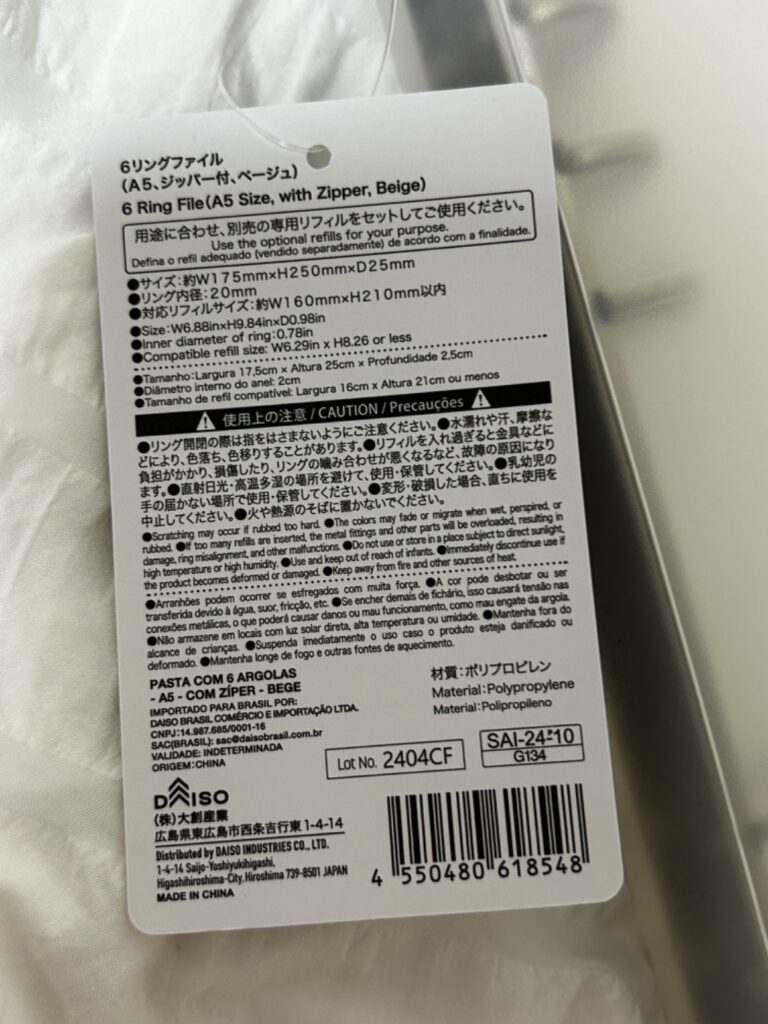 6リングファイル
(A5、ジッパー付、ベージュ)
6 Ring File(A5 Size, with Zipper, Beige)
用途に合わせ、別売の専用リフィルをセットしてご使用ください。
Use the optional refills for your purpose.
Defina o refil adequado (vendido separadamente) de acordo com a finalidade.
●サイズ:約W175mm×H250mm×D25mm
●リング内径:20mm
●対応リフィルサイズ:約W160mm×H210mm以内
●Size:W6.88in×H9.84in×D0.98in
●Inner diameter of ring:0.78in
●Compatible refill size: W6.29in x H8.26 or less
●Tamanho:Largura 17,5cm × Altura 25cm × Profundidade 2,5cm
●Diâmetro interno do anel: 2cm
●Tamanho de refil compatível: Largura 16cm x Altura 21cm ou menos
⚠ 使用上の注意 / CAUTION / Precauções ⚠
●リング開閉の際は指をはさまないようにご注意ください。●水濡れや汗、摩擦な
どにより、色落ち、色移りすることがあります。●リフィルを入れ過ぎると金具などに
負担がかかり、損傷したり、リングの噛み合わせが悪くなるなど、故障の原因になり
ます。●直射日光・高温多湿の場所を避けて、使用・保管してください。●乳幼児の
手の届かない場所で使用・保管してください。●変形・破損した場合、直ちに使用を
中止してください。●火や熱源のそばに置かないでください。
●Scratching may occur if rubbed too hard. ●The colors may fade or migrate when wet, perspired, or
rubbed. ●If too many refills are inserted, the metal fittings and other parts will be overloaded, resulting in
damage, ring misalignment, and other malfunctions. ●Do not use or store in a place subject to direct sunlight,
high temperature or high humidity. ●Use and keep out of reach of infants. ●Immediately discontinue use if
the product becomes deformed or damaged. ●Keep away from fire and other sources of heat.
●Arranhões podem ocorrer se esfregados com muita força. ●A cor pode desbotar ou ser
transferida devido à água, suor, fricção, etc. ●Se encher demais de fichário, isso causará tensão nas
conexões metálicas, o que poderá causar danos ou mau funcionamento, como mau engate da argola.
●Não armazene em locais com luz solar direta, alta temperatura ou umidade. ●Mantenha fora do
alcance de crianças. ●Suspenda imediatamente o uso caso o produto esteja danificado ou
deformado. ●Mantenha longe de fogo e outras fontes de aquecimento.
PASTA COM 6 ARGOLAS
- A5 - COM ZÍPER - BEGE
IMPORTADO PARA BRASIL POR:
DAISO BRASIL COMÉRCIO E IMPORTAÇÃO LTDA.
CNPJ:14.987.685/0001-16
SAC(BRASIL): sac@daisobrasil.com.br
VALIDADE: INDETERMINADA
ORIGEM:CHINA
材質:ポリプロピレン
Material:Polypropylene
Material:Polipropileno
Lot No. 2404CF
SAI-24-10
G134
DAISO
(株)大創産業
広島県東広島市西条吉行東1-4-14
Distributed by DAISO INDUSTRIES CO., LTD.
1-4-14 Saijo-Yoshiyukihigashi,
Higashihiroshima-City, Hiroshima 739-8501 JAPAN
MADE IN CHINA
4 550480 618548